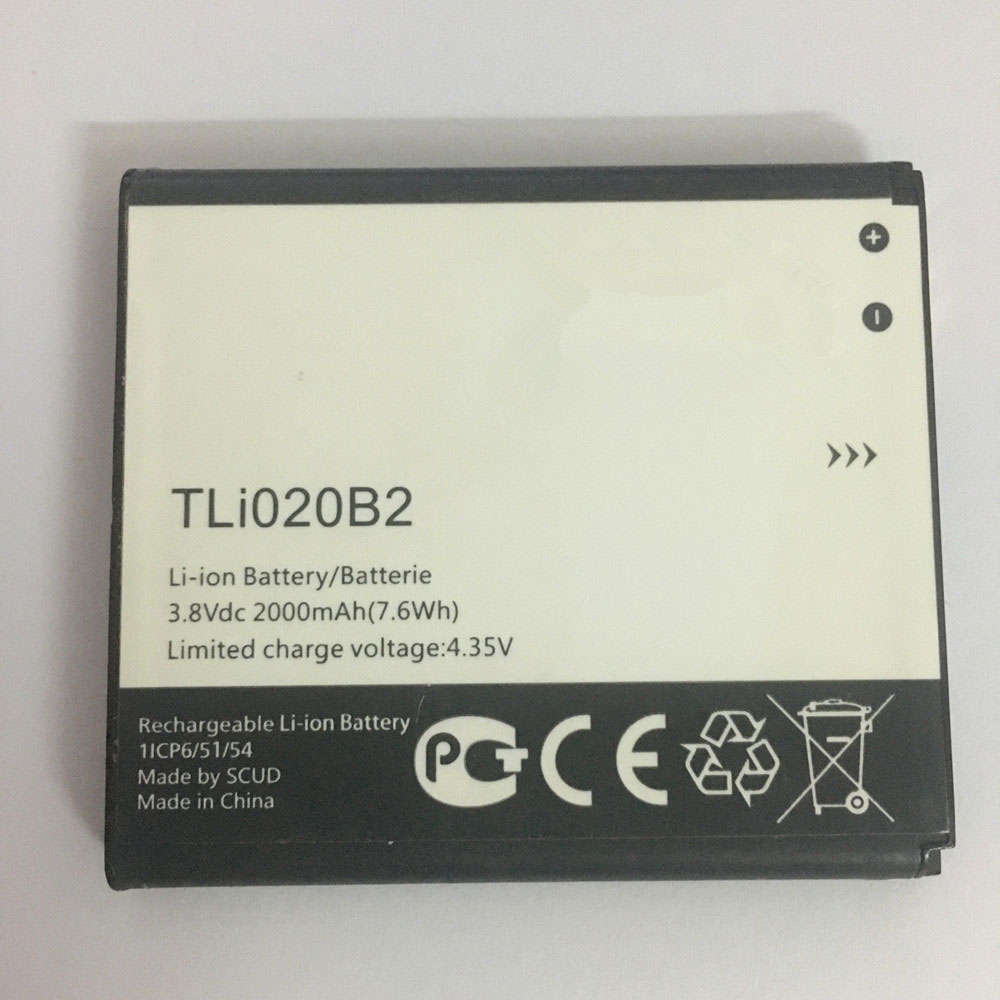 TLi020B2
Li-ion Battery/Batterie
3.8Vdc 2000mAh(7.6Wh)
Limited charge voltage:4.35V
Rechargeable Li-ion Battery
1ICP6/51/54
Made by SCUD
Made in China